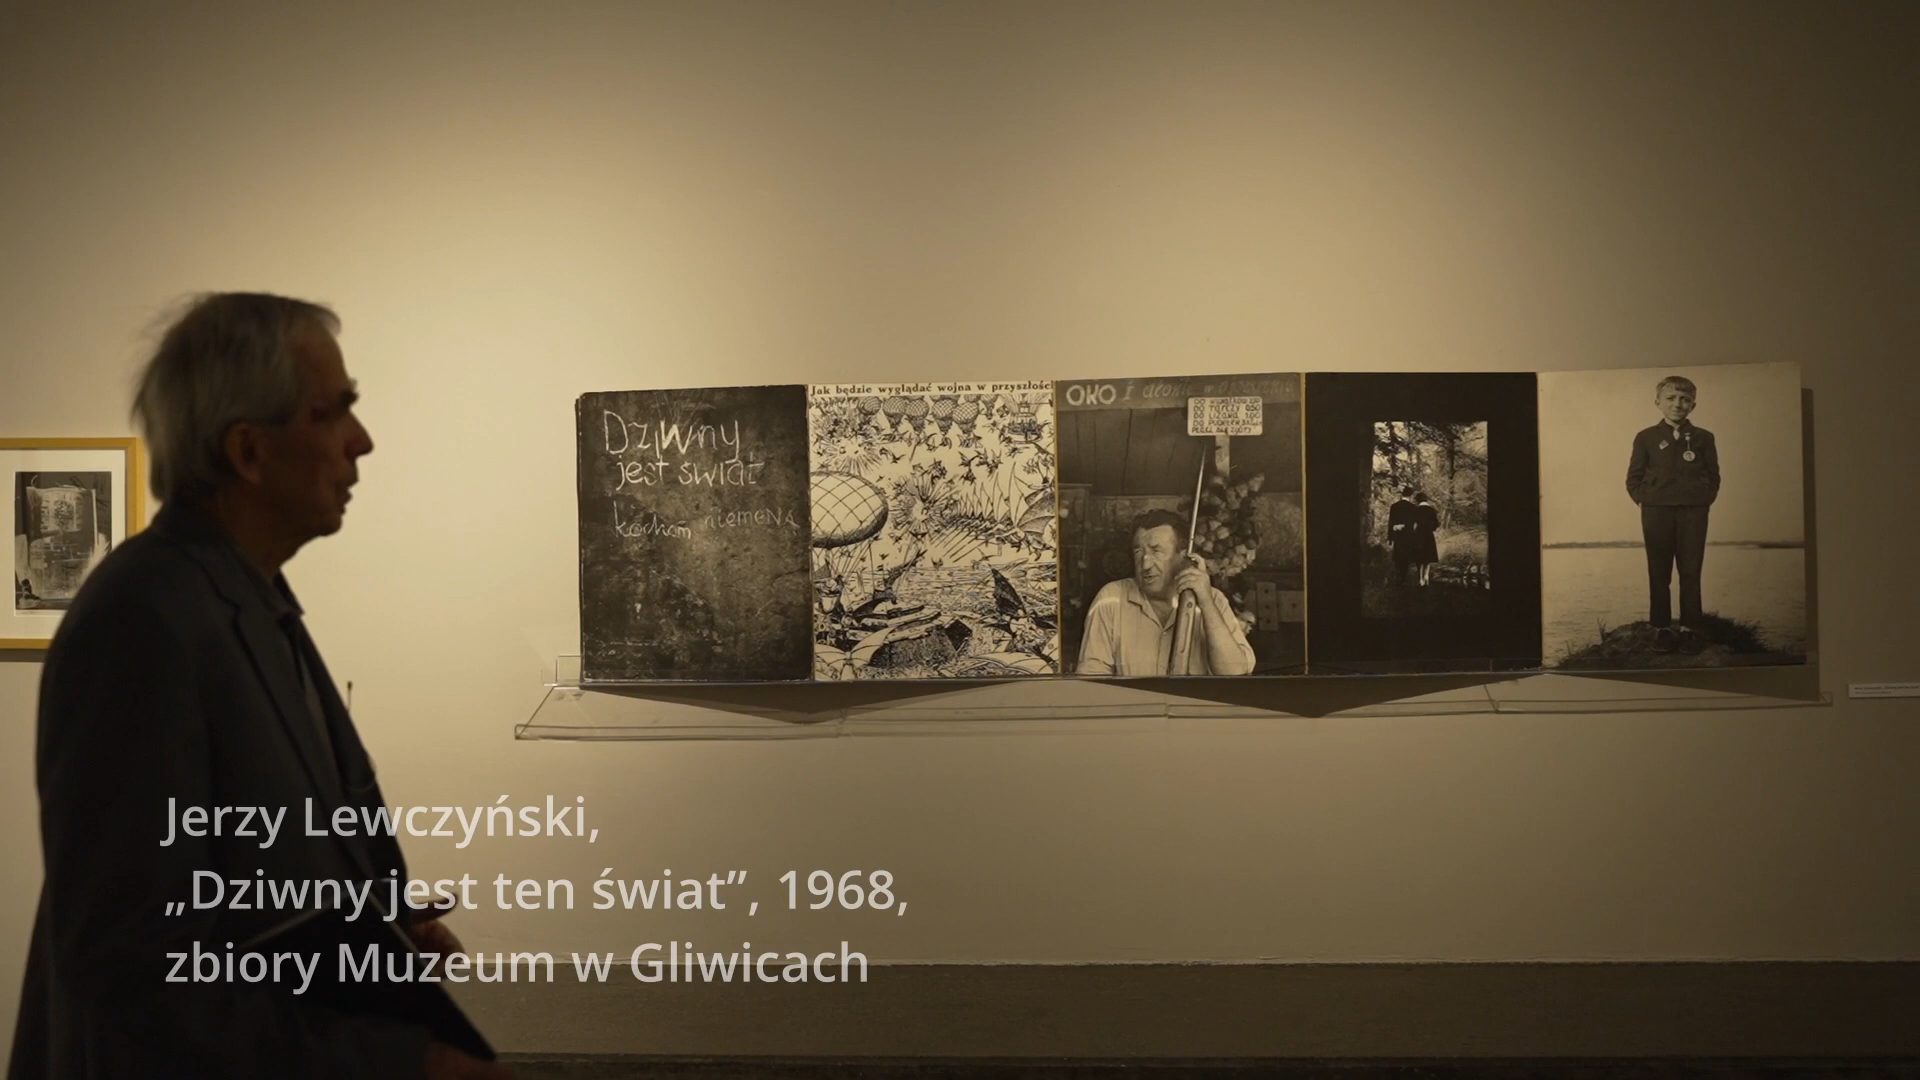 Dziwny
jest świat
kocham niemena
Jak będzie wyglądać wojna w przyszłości
OKO I
Jerzy Lewczyński,
„Dziwny jest ten świat”, 1968,
zbiory Muzeum w Gliwicach